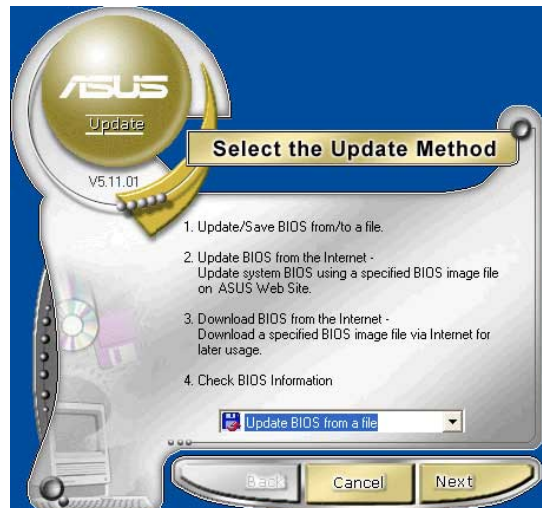 ASUS
Update
V5.11.01
Select the Update Method
1. Update/Save BIOS from/to a file.
2. Update BIOS from the Internet -
Update system BIOS using a specified BIOS image file
on ASUS Web Site.
3. Download BIOS from the Internet -
Download a specified BIOS image file via Internet for
later usage.
4. Check BIOS Information
Update BIOS from a file
Back
Cancel
Next